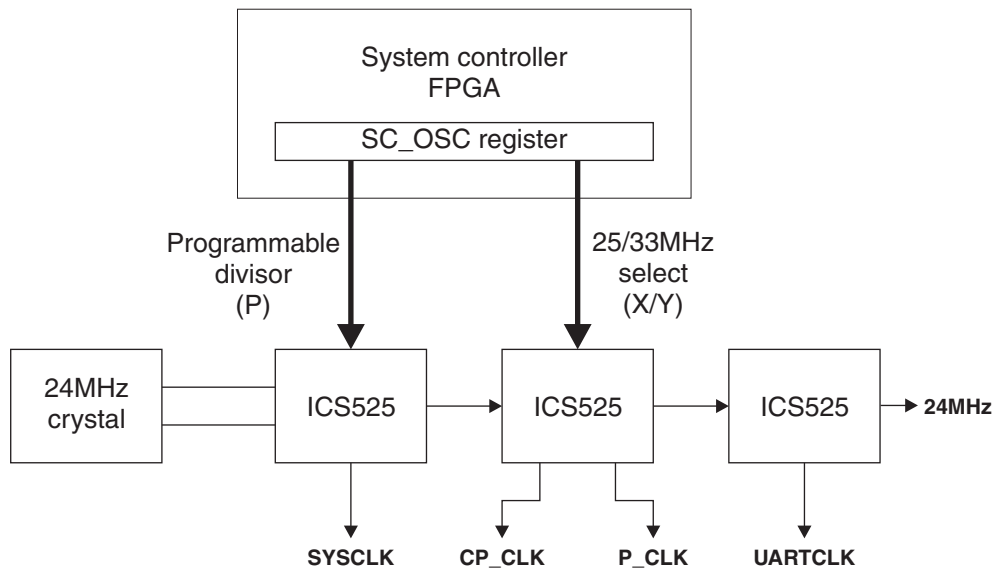 System controller
FPGA
SC_OSC register
Programmable
divisor
(P)
25/33MHz
select
(X/Y)
24MHz
crystal
ICS525
ICS525
ICS525
24MHz
SYSCLK
CP_CLK
P_CLK
UARTCLK